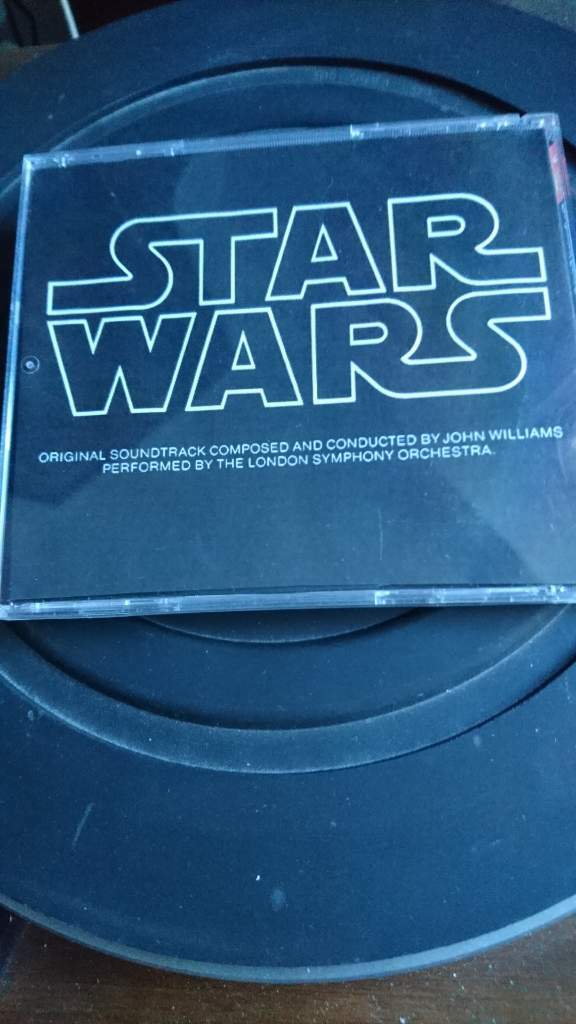 STAR
WARS
ORIGINAL SOUNDTRACK COMPOSED AND CONDUCTED BY JOHN WILLIAMS
PERFORMED BY THE LONDON SYMPHONY ORCHESTRA.